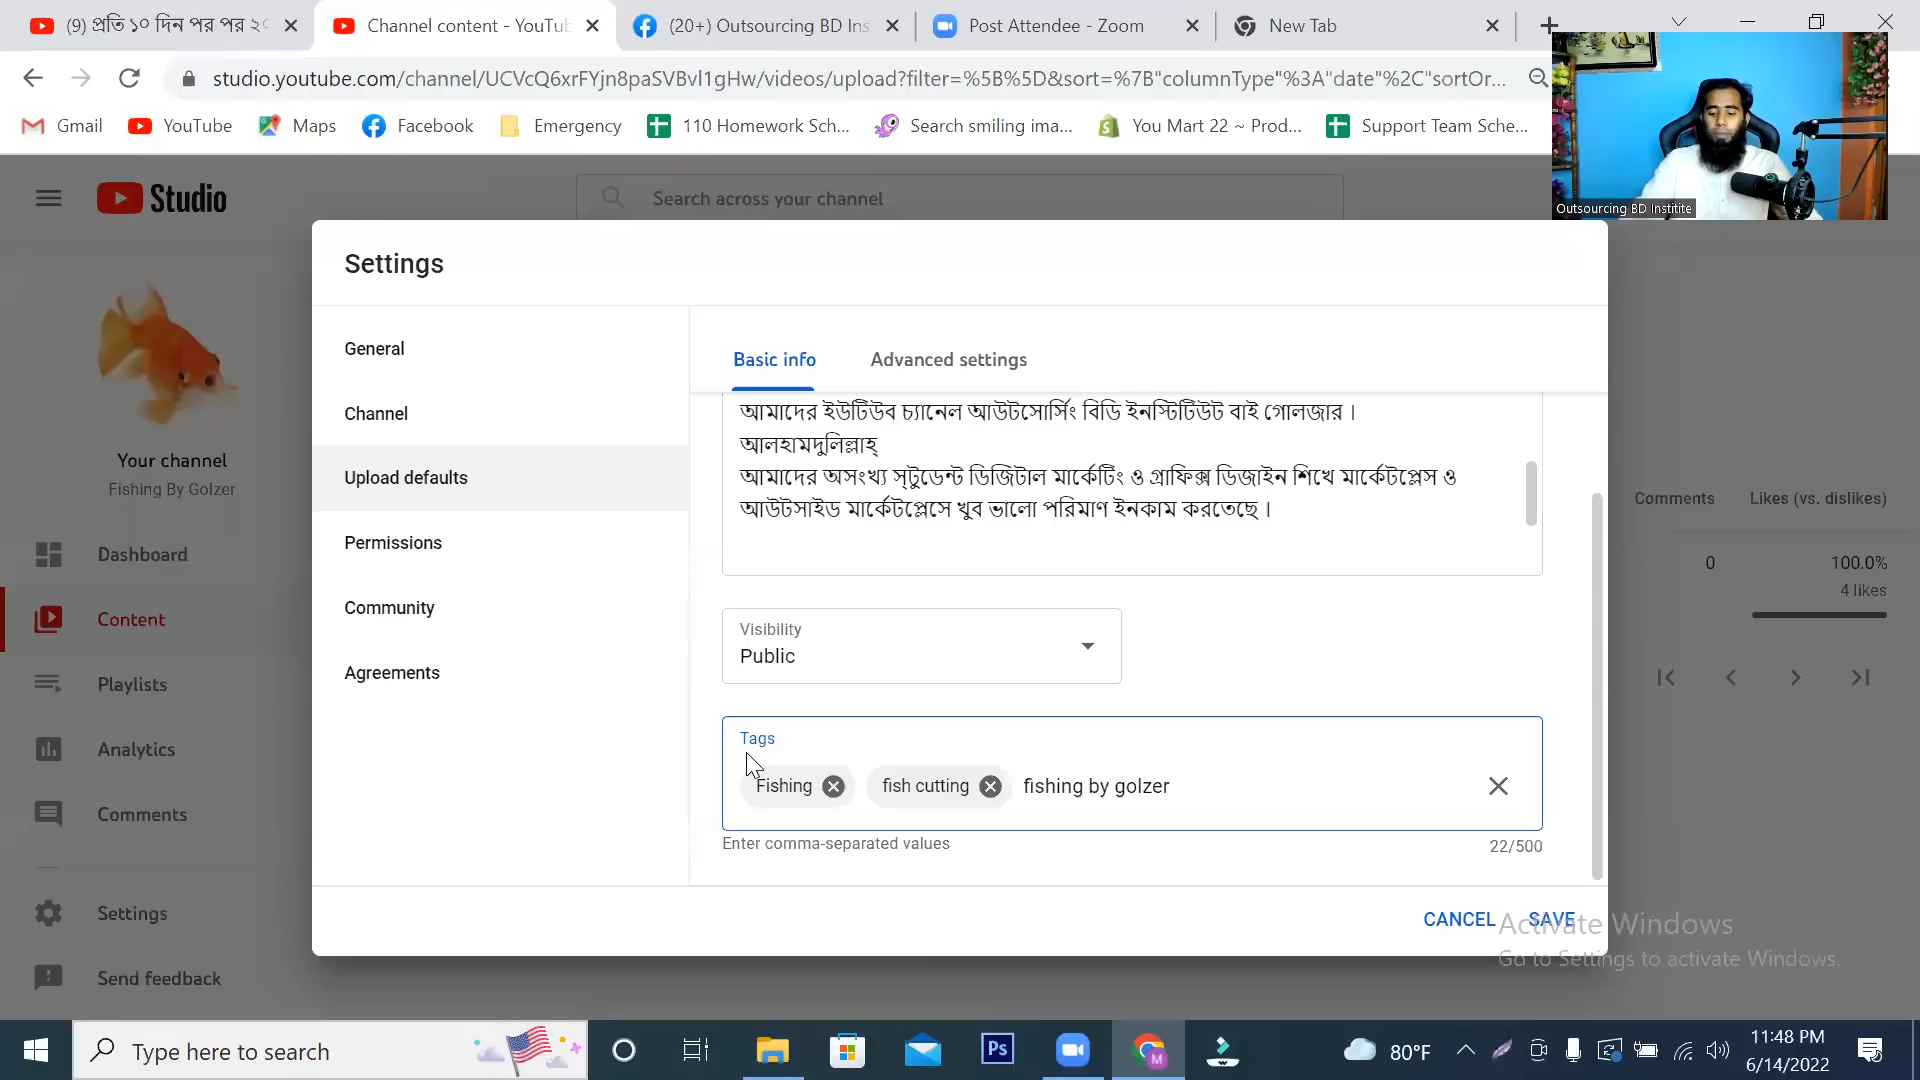 (9) প্রতি ১০ দিন পর পর ২৫
Channel content - YouTub
(20+) Outsourcing BD Ins
Post Attendee - Zoom
New Tab
studio.youtube.com/channel/UCVcQ6xrFYjn8paSVBvl1gHw/videos/upload?filter=%5B%5D&sort=%7B"columnType"%3A"date"%2C"sortOr...
Gmail
YouTube
Maps
Facebook
Emergency
110 Homework Sch...
Search smiling ima...
You Mart 22 ~ Prod...
Support Team Sche...
Outsourcing BD Institite
Studio
Search across your channel
Settings
General
Channel
Upload defaults
Permissions
Community
Agreements
Basic info
Advanced settings
আমাদের ইউটিউব চ্যানেল আউটসোর্সিং বিডি ইনস্টিটিউট বাই গোলজার ।
আলহামদুলিল্লাহ্
আমাদের অসংখ্য স্টুডেন্ট ডিজিটাল মার্কেটিং ও গ্রাফিক্স ডিজাইন শিখে মার্কেটপ্লেস ও
আউটসাইড মার্কেটপ্লেসে খুব ভালো পরিমাণ ইনকাম করতেছে ।
Visibility
Public
Tags
Fishing
fish cutting
fishing by golzer
Enter comma-separated values
22/500
CANCEL
SAVE
Your channel
Fishing By Golzer
Dashboard
Content
Playlists
Analytics
Comments
Settings
Send feedback
Comments
Likes (vs. dislikes)
0
100.0%
4 likes
Activate Windows
Go to Settings to activate Windows.
Type here to search
Ps
M
80°F
11:48 PM
6/14/2022